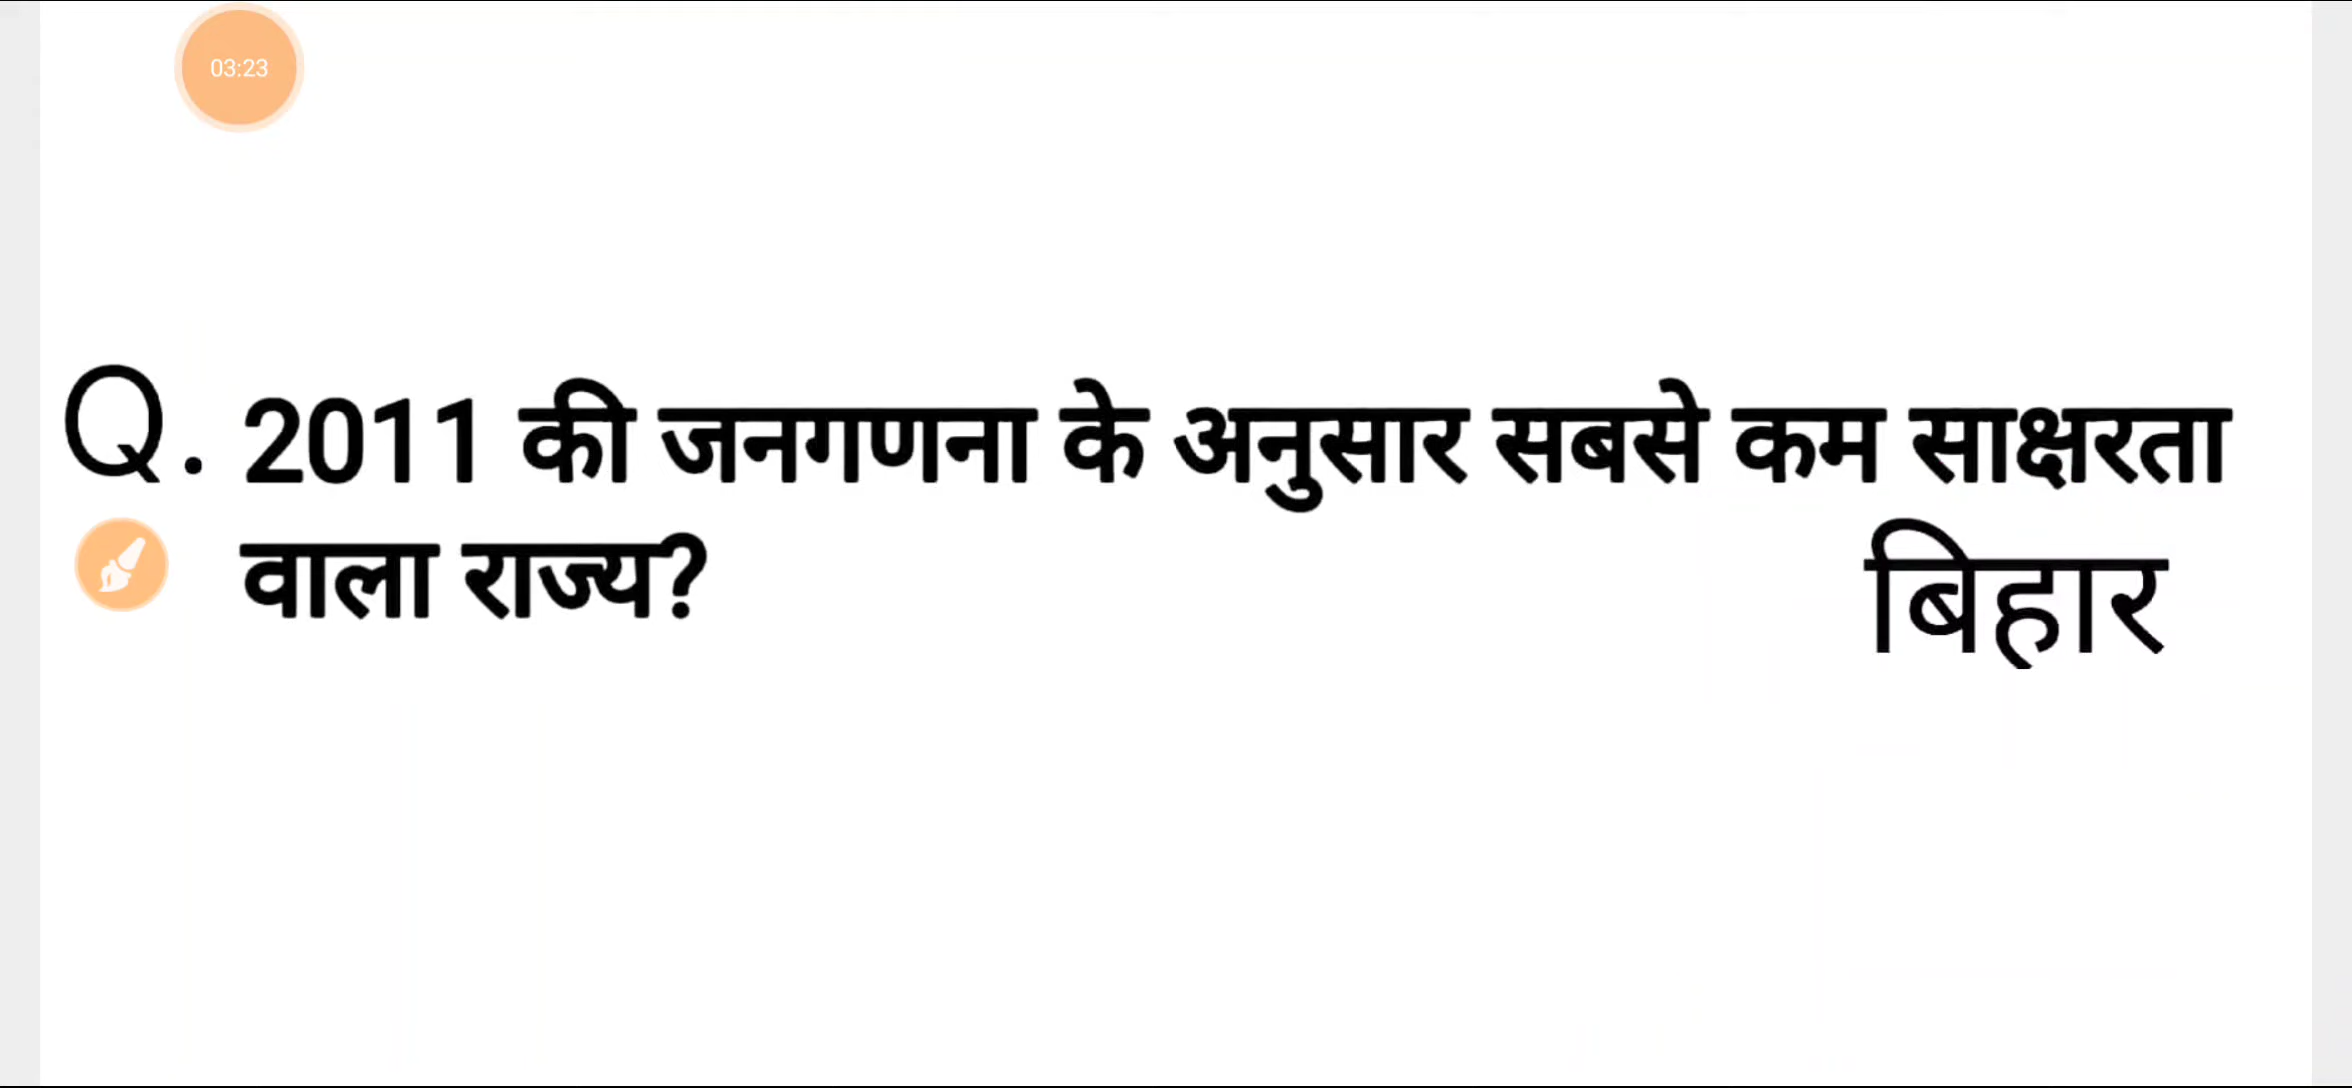 03:23
Q. 2011 की जनगणना के अनुसार सबसे कम साक्षरता
वाला राज्य?
बिहार